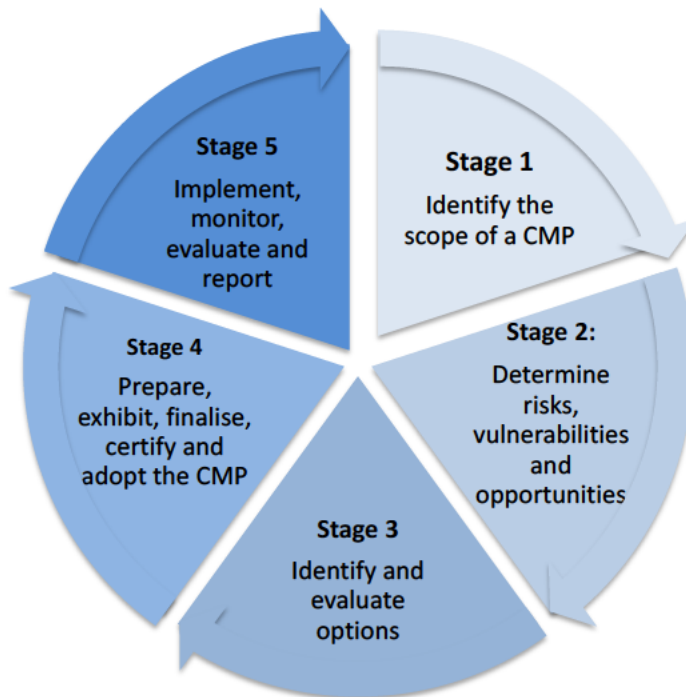 Stage 1
Identify the
scope of a CMP
Stage 2:
Determine
risks,
vulnerabilities
and
opportunities
Stage 3
Identify and
evaluate
options
Stage 4
Prepare,
exhibit, finalise,
certify and
adopt the CMP
Stage 5
Implement,
monitor,
evaluate and
report